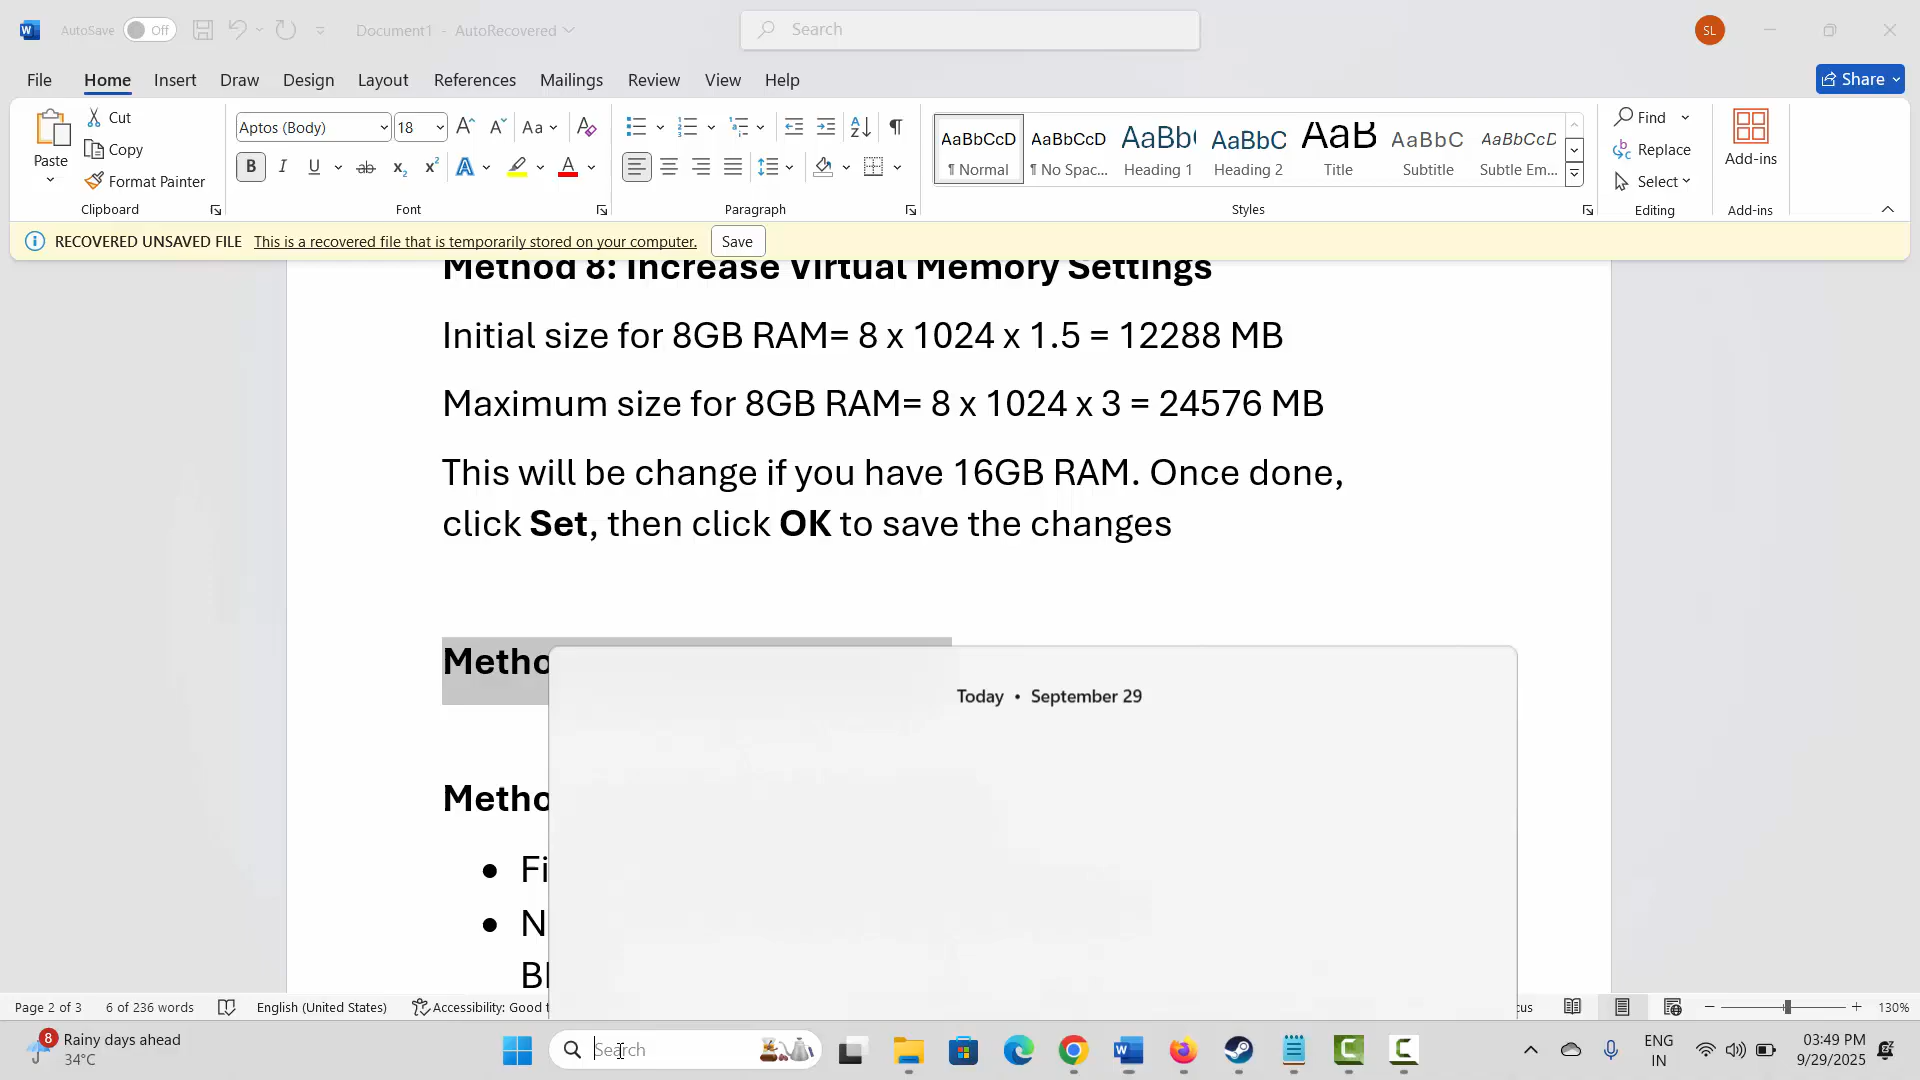 AutoSave Off Document1 - AutoRecovered Search SL
File Home Insert Draw Design Layout References Mailings Review View Help Share
Paste Cut Copy Format Painter
Aptos (Body) 18 Aa
B I U ab x₂ x² A A
AaBbCcD AaBbCcD AaBb( AaBbC AaB AaBbC AaBbCcD
¶ Normal ¶ No Spac... Heading 1 Heading 2 Title Subtitle Subtle Em...
Find Replace Select Add-ins
Clipboard Font Paragraph Styles Editing Add-ins
RECOVERED UNSAVED FILE This is a recovered file that is temporarily stored on your computer. Save
Method 8: Increase Virtual Memory Settings
Initial size for 8GB RAM= 8 x 1024 x 1.5 = 12288 MB
Maximum size for 8GB RAM= 8 x 1024 x 3 = 24576 MB
This will be change if you have 16GB RAM. Once done,
click Set, then click OK to save the changes
Metho
Today • September 29
Metho
Fi
N
Page 2 of 3 6 of 236 words English (United States) Accessibility: Good 130%
8 Rainy days ahead
34°C
Search
ENG
IN
03:49 PM
9/29/2025